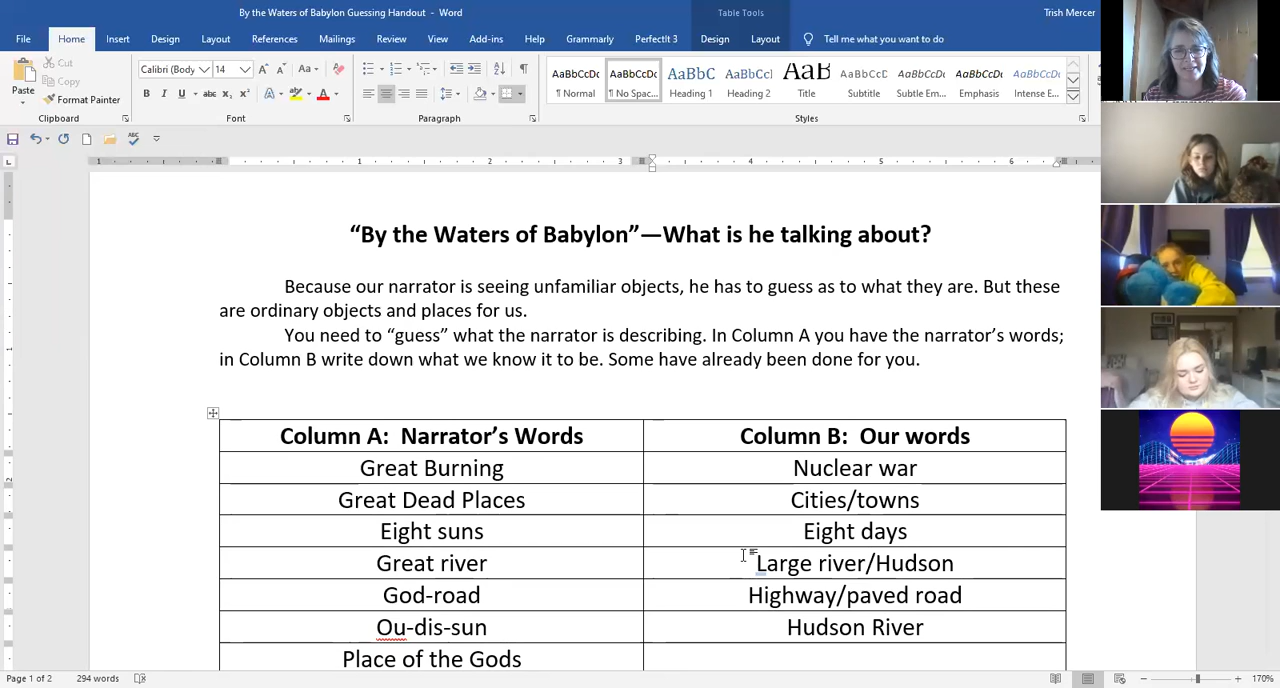 By the Waters of Babylon Guessing Handout - Word
Table Tools
Trish Mercer
File Home Insert Design Layout References Mailings Review View Add-ins Help Grammarly PerfectIt 3 Design Layout Tell me what you want to do
Paste
Cut
Copy
Format Painter
Calibri (Body 14
AaBbCcDc AaBbCcDc AaBbC AaBbCcI AaB AaBbCcD AaBbCcDc AaBbCcDc AaBbCcDc
¶ Normal ¶ No Spac... Heading 1 Heading 2 Title Subtitle Subtle Em... Emphasis Intense E...
Clipboard Font Paragraph Styles
“By the Waters of Babylon”—What is he talking about?
Because our narrator is seeing unfamiliar objects, he has to guess as to what they are. But these
are ordinary objects and places for us.
You need to “guess” what the narrator is describing. In Column A you have the narrator’s words;
in Column B write down what we know it to be. Some have already been done for you.
Column A: Narrator’s Words Column B: Our words
Great Burning Nuclear war
Great Dead Places Cities/towns
Eight suns Eight days
Great river Large river/Hudson
God-road Highway/paved road
Ou-dis-sun Hudson River
Place of the Gods
Page 1 of 2 294 words 170%